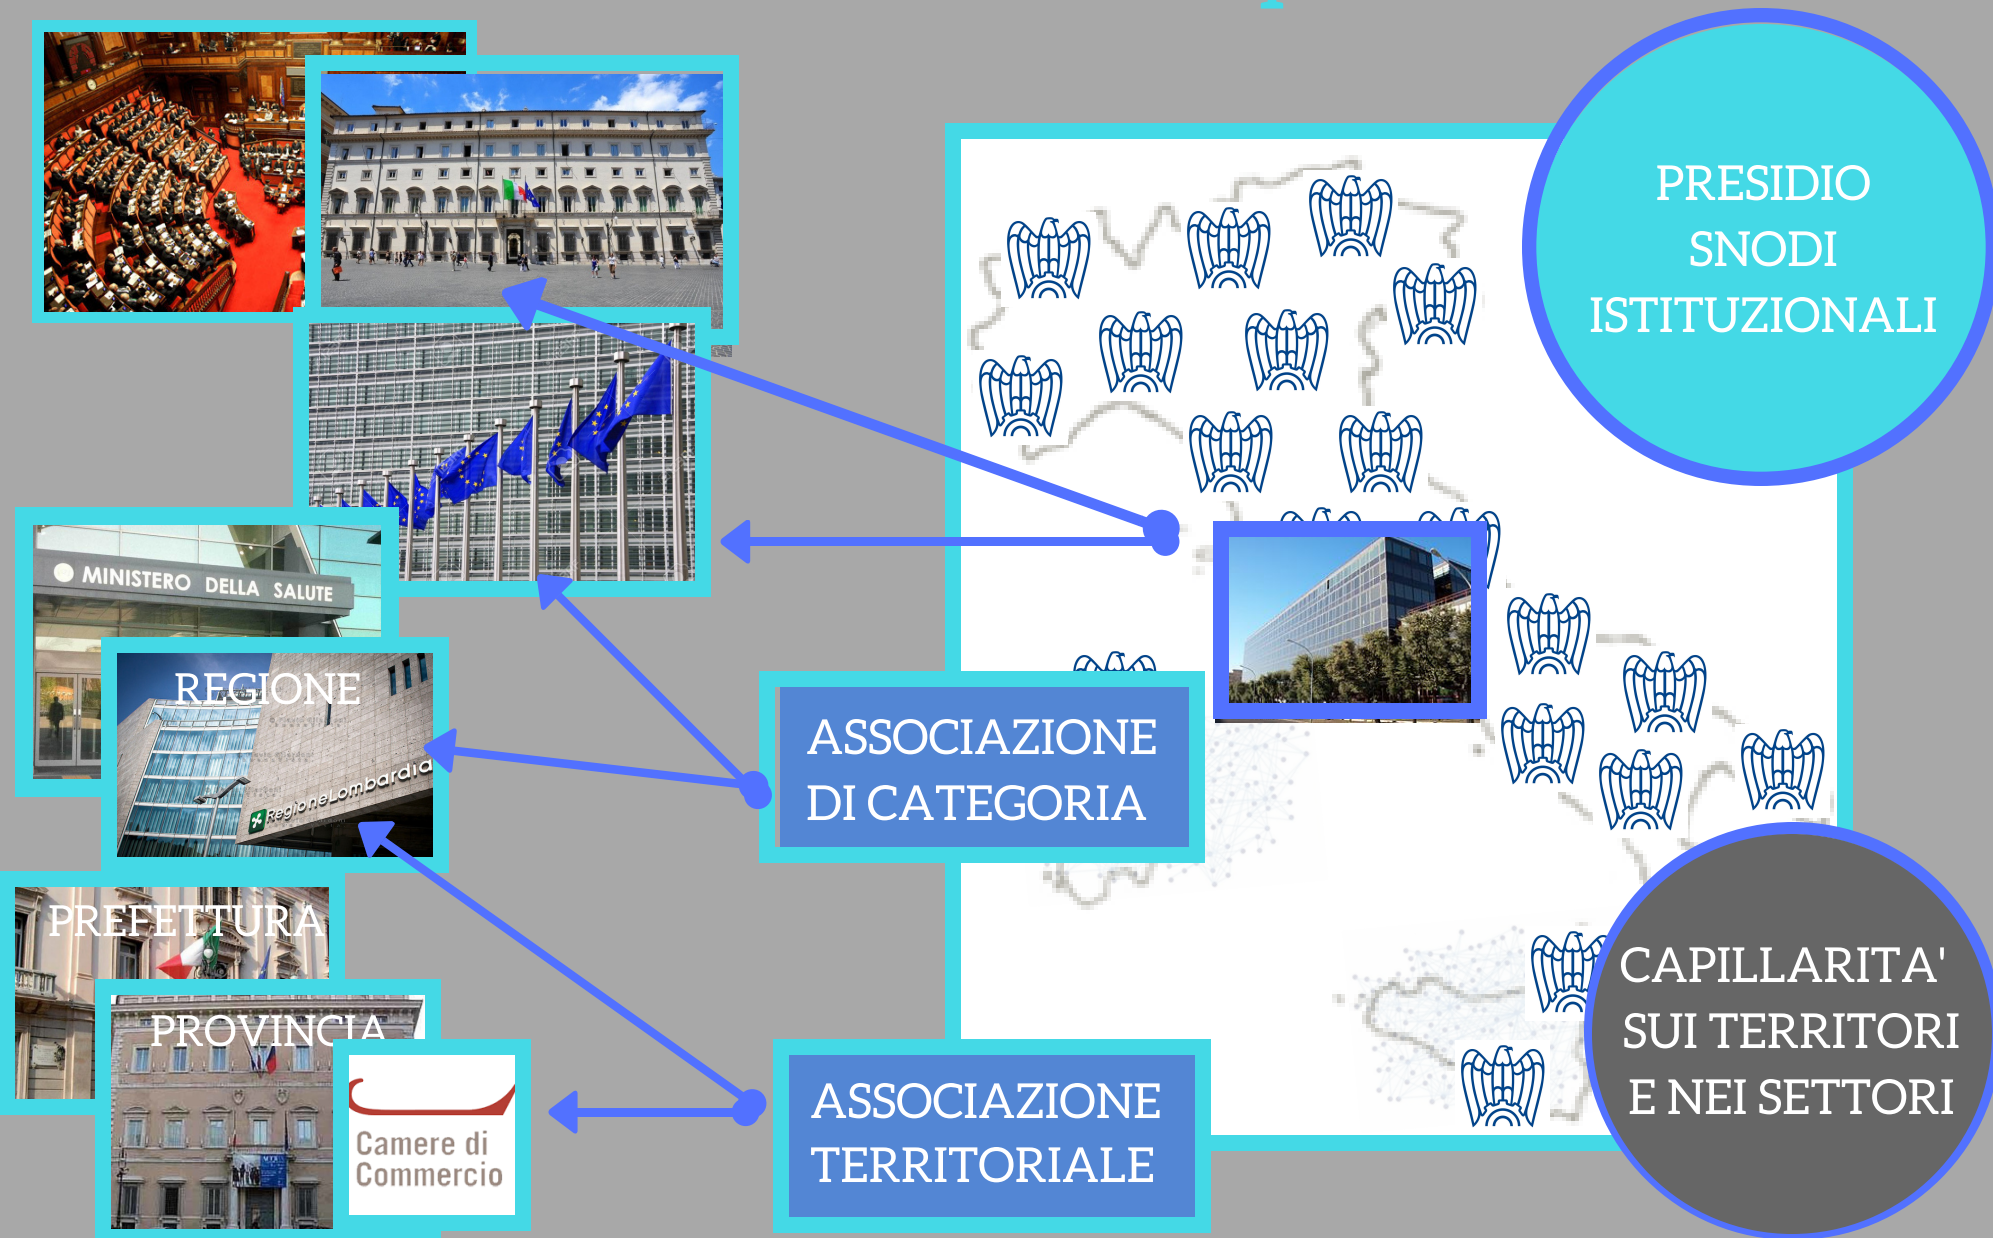 PRESIDIO
SNODI
ISTITUZIONALI
MINISTERO DELLA SALUTE
REGIONE
RegioneLombardia
ASSOCIAZIONE
DI CATEGORIA
PREFETTURA
PROVINCIA
Camere di
Commercio
ASSOCIAZIONE
TERRITORIALE
CAPILLARITA'
SUI TERRITORI
E NEI SETTORI